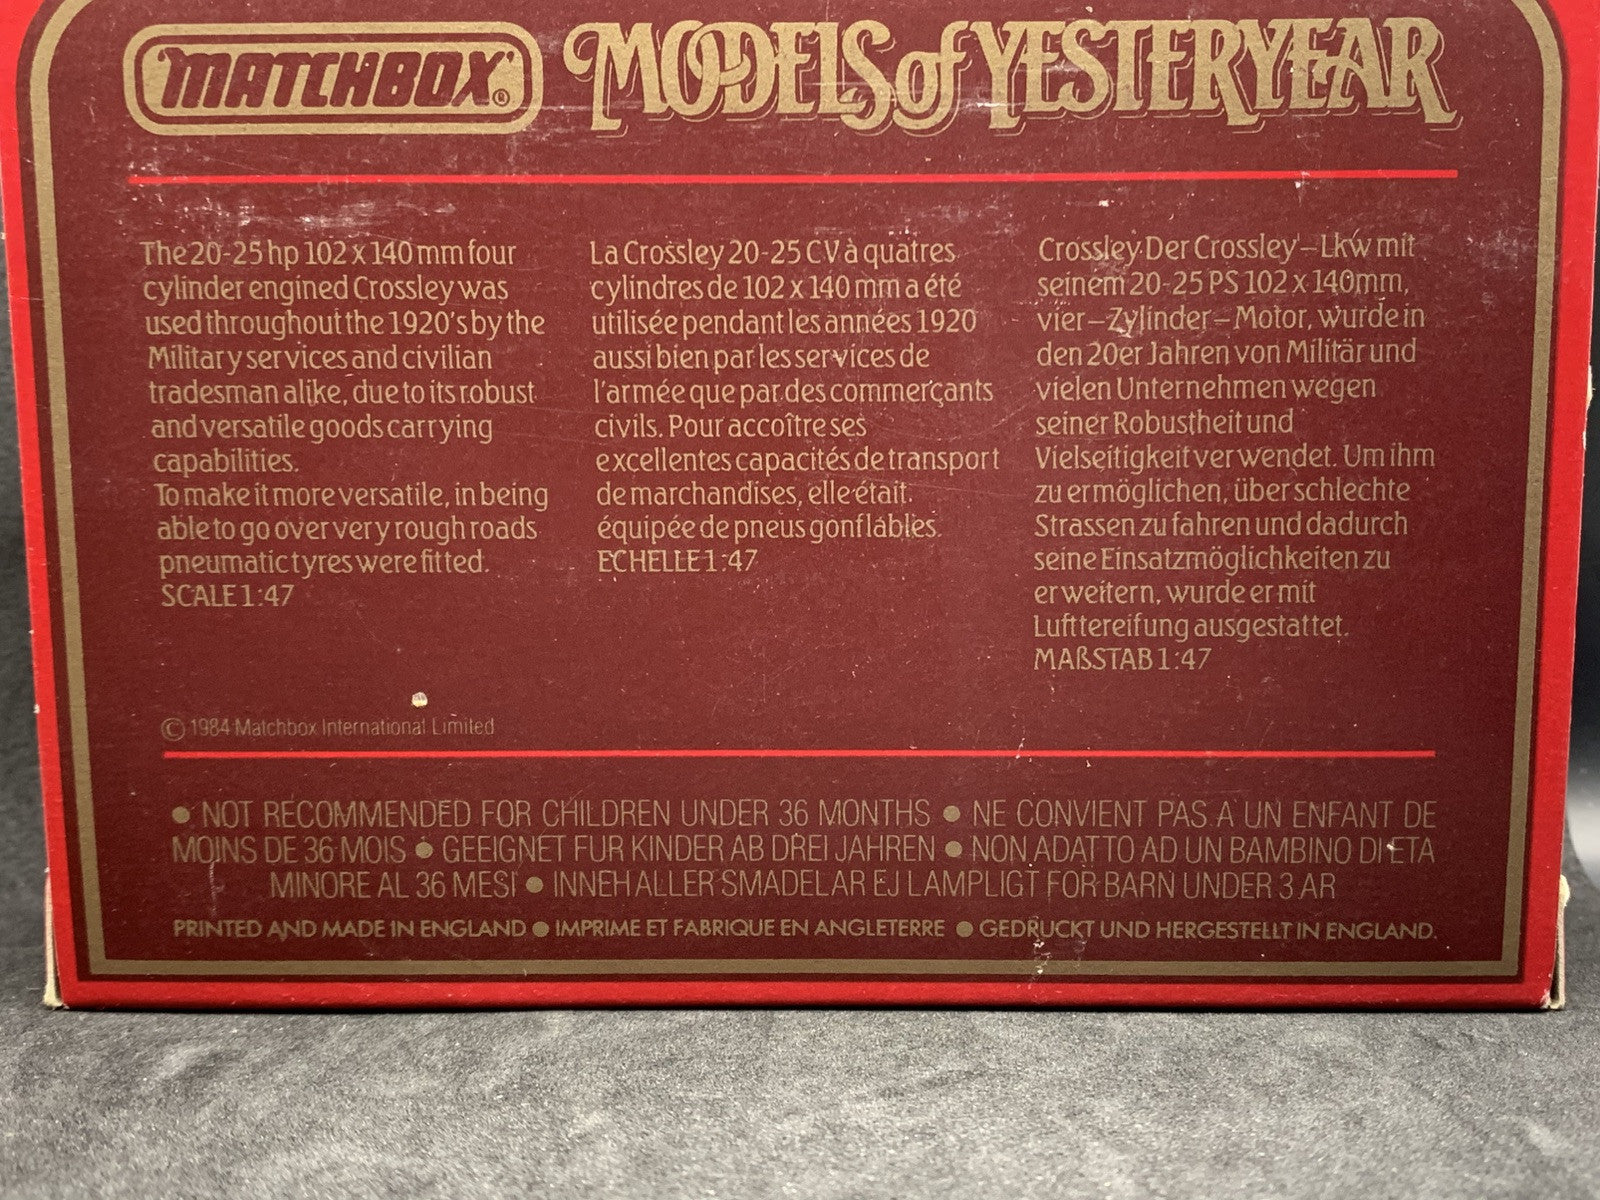 MATCHBOX® MODELS of YESTERYEAR
The 20-25 hp 102 x 140 mm four
cylinder engined Crossley was
used throughout the 1920's by the
Military services and civilian
tradesman alike, due to its robust
and versatile goods carrying
capabilities.
To make it more versatile, in being
able to go over very rough roads
pneumatic tyres were fitted.
SCALE 1:47
La Crossley 20-25 CV à quatres
cylindres de 102 x 140 mm a été
utilisée pendant les années 1920
aussi bien par les services de
l'armée que par des commerçants
civils. Pour accoître ses
excellentes capacités de transport
de marchandises, elle était
équipée de pneus gonflables.
ECHELLE 1:47
Crossley Der Crossley – Lkw mit
seinem 20-25 PS 102 x 140mm,
vier – Zylinder – Motor, wurde in
den 20er Jahren von Militär und
vielen Unternehmen wegen
seiner Robustheit und
Vielseitigkeit verwendet. Um ihm
zu ermöglichen, über schlechte
Strassen zu fahren und dadurch
seine Einsatzmöglichkeiten zu
erweitern, wurde er mit
Lufttereifung ausgestattet.
MAßSTAB 1:47
© 1984 Matchbox International Limited
● NOT RECOMMENDED FOR CHILDREN UNDER 36 MONTHS ● NE CONVIENT PAS A UN ENFANT DE
MOINS DE 36 MOIS ● GEEIGNET FUR KINDER AB DREI JAHREN ● NON ADATTO AD UN BAMBINO DI ETA
MINORE AL 36 MESI ● INNEHALLER SMADELAR EJ LAMPLIGT FOR BARN UNDER 3 AR
PRINTED AND MADE IN ENGLAND ● IMPRIME ET FABRIQUE EN ANGLETERRE ● GEDRUCKT UND HERGESTELLT IN ENGLAND.